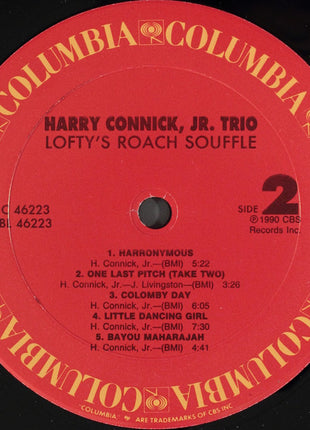 COLUMBIA COLUMBIA
HARRY CONNICK, JR. TRIO
LOFTY'S ROACH SOUFFLE
C 46223
BL 46223
SIDE 2
Ⓟ 1990 CBS
Records Inc.
1. HARRONYMOUS
H. Connick, Jr.—(BMI) 5:22
2. ONE LAST PITCH (TAKE TWO)
H. Connick, Jr.—J. Livingston—(BMI) 3:26
3. COLOMBY DAY
H. Connick, Jr.—(BMI) 6:05
4. LITTLE DANCING GIRL
H. Connick, Jr.—(BMI) 7:30
5. BAYOU MAHARAJAH
H. Connick, Jr.—(BMI) 4:41
COLUMBIA COLUMBIA
"COLUMBIA," ARE TRADEMARKS OF CBS INC.